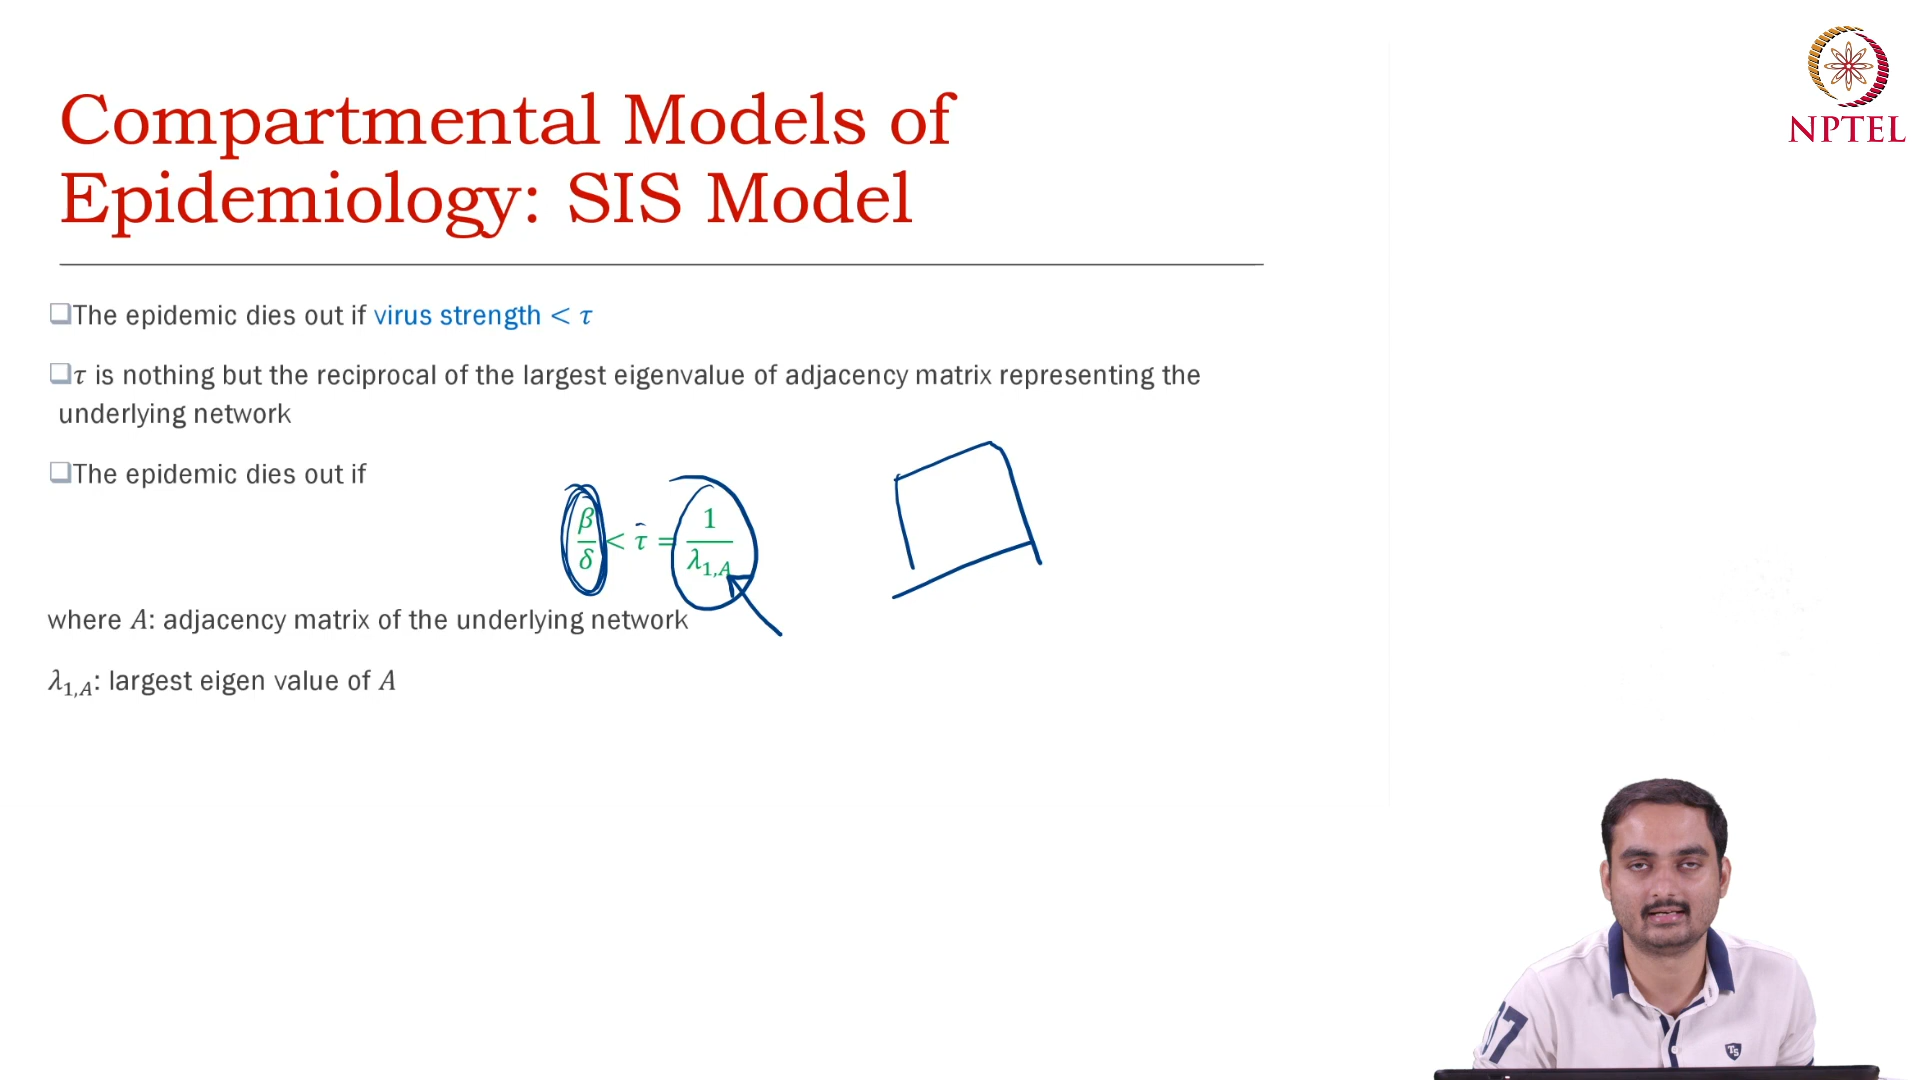 NPTEL
Compartmental Models of
Epidemiology: SIS Model
The epidemic dies out if virus strength < τ
τ is nothing but the reciprocal of the largest eigenvalue of adjacency matrix representing the
underlying network
The epidemic dies out if
β/δ < τ = 1/λ₁,A
where A: adjacency matrix of the underlying network
λ₁,A: largest eigen value of A
17
TS